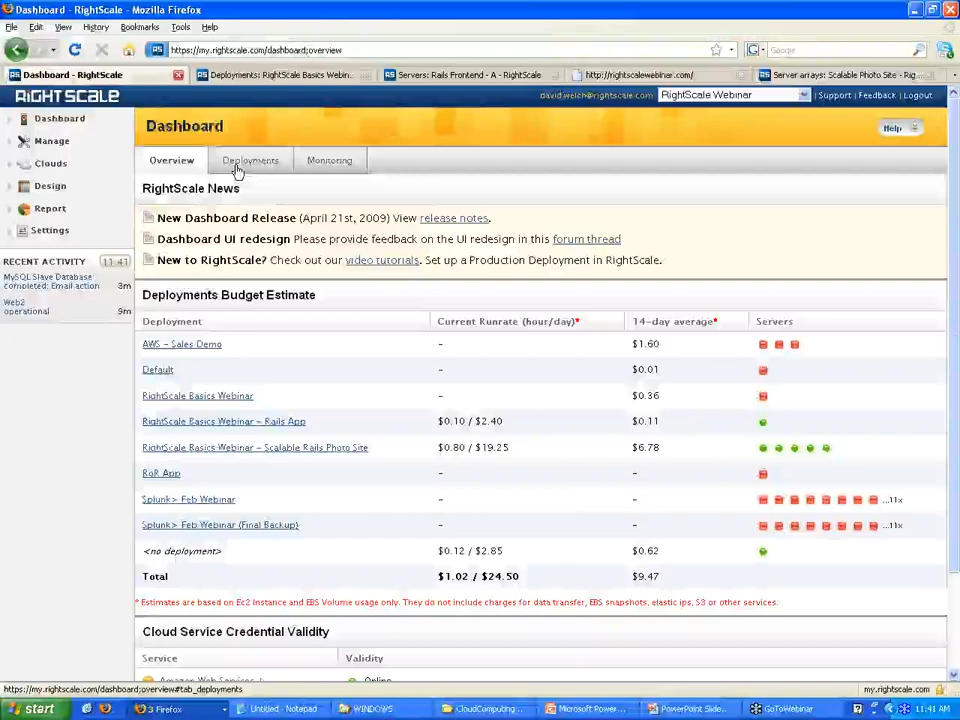 Dashboard - RightScale - Mozilla Firefox
File Edit View History Bookmarks Tools Help
https://my.rightscale.com/dashboard;overview
Google
Dashboard - RightScale
Deployments: RightScale Basics Webin...
Servers: Rails Frontend - A - RightScale
http://rightscalewebinar.com/
Server arrays: Scalable Photo Site - Rig...
RIGHTSCALE
david.welch@rightscale.com RightScale Webinar Support Feedback Logout
Dashboard
Manage
Clouds
Design
Report
Settings
RECENT ACTIVITY 11:41
MySQL Slave Database
completed: Email action 3m
Web2
operational 9m
Dashboard
Help
Overview Deployments Monitoring
RightScale News
New Dashboard Release (April 21st, 2009) View release notes.
Dashboard UI redesign Please provide feedback on the UI redesign in this forum thread
New to RightScale? Check out our video tutorials. Set up a Production Deployment in RightScale.
Deployments Budget Estimate
Deployment Current Runrate (hour/day)* 14-day average* Servers
AWS - Sales Demo - $1.60
Default - $0.01
RightScale Basics Webinar - $0.36
RightScale Basics Webinar - Rails App $0.10 / $2.40 $0.11
RightScale Basics Webinar - Scalable Rails Photo Site $0.80 / $19.25 $6.78
RoR App - -
Splunk> Feb Webinar - - ...11x
Splunk> Feb Webinar (Final Backup) - - ...11x
<no deployment> $0.12 / $2.85 $0.62
Total $1.02 / $24.50 $9.47
* Estimates are based on Ec2 Instance and EBS Volume usage only. They do not include charges for data transfer, EBS snapshots, elastic ips, S3 or other services.
Cloud Service Credential Validity
Service Validity
Amazon Web Services Online
https://my.rightscale.com/dashboard;overview#tab_deployments my.rightscale.com
start 3 Firefox Untitled - Notepad WINDOWS CloudComputing ... Microsoft Power... PowerPoint Slide... GoToWebinar 11:41 AM